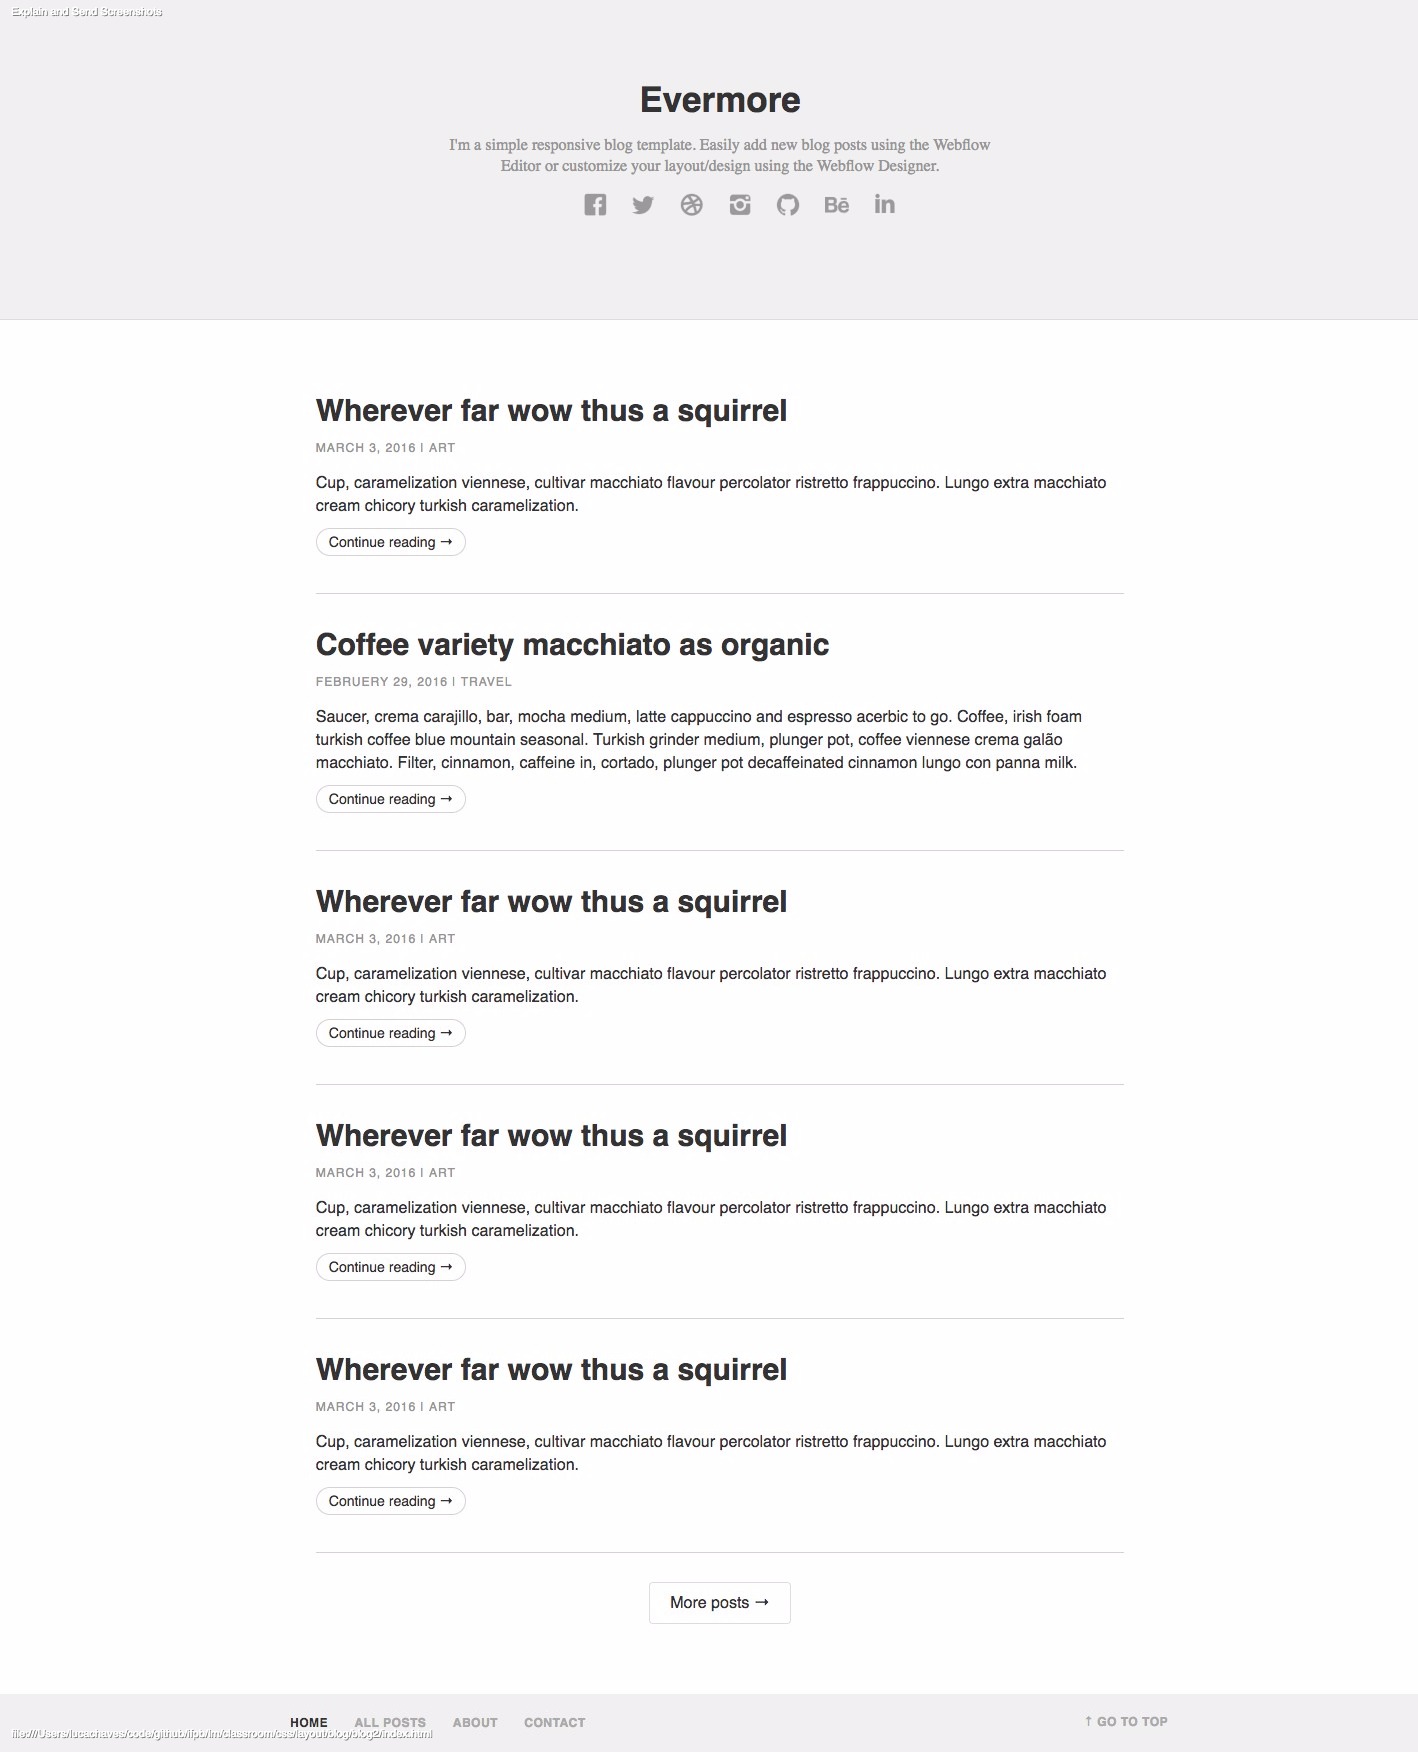 Explain and Send Screenshots
Evermore
I'm a simple responsive blog template. Easily add new blog posts using the Webflow
Editor or customize your layout/design using the Webflow Designer.
Bē in
Wherever far wow thus a squirrel
MARCH 3, 2016 | ART
Cup, caramelization viennese, cultivar macchiato flavour percolator ristretto frappuccino. Lungo extra macchiato
cream chicory turkish caramelization.
Continue reading →
Coffee variety macchiato as organic
FEBRUERY 29, 2016 | TRAVEL
Saucer, crema carajillo, bar, mocha medium, latte cappuccino and espresso acerbic to go. Coffee, irish foam
turkish coffee blue mountain seasonal. Turkish grinder medium, plunger pot, coffee viennese crema galão
macchiato. Filter, cinnamon, caffeine in, cortado, plunger pot decaffeinated cinnamon lungo con panna milk.
Continue reading →
Wherever far wow thus a squirrel
MARCH 3, 2016 | ART
Cup, caramelization viennese, cultivar macchiato flavour percolator ristretto frappuccino. Lungo extra macchiato
cream chicory turkish caramelization.
Continue reading →
Wherever far wow thus a squirrel
MARCH 3, 2016 | ART
Cup, caramelization viennese, cultivar macchiato flavour percolator ristretto frappuccino. Lungo extra macchiato
cream chicory turkish caramelization.
Continue reading →
Wherever far wow thus a squirrel
MARCH 3, 2016 | ART
Cup, caramelization viennese, cultivar macchiato flavour percolator ristretto frappuccino. Lungo extra macchiato
cream chicory turkish caramelization.
Continue reading →
More posts →
HOME ALL POSTS ABOUT CONTACT ↑ GO TO TOP
file:///Users/lucachaves/code/github/ifpb/lm/classroom/css/layout/blog/blog2/index.html